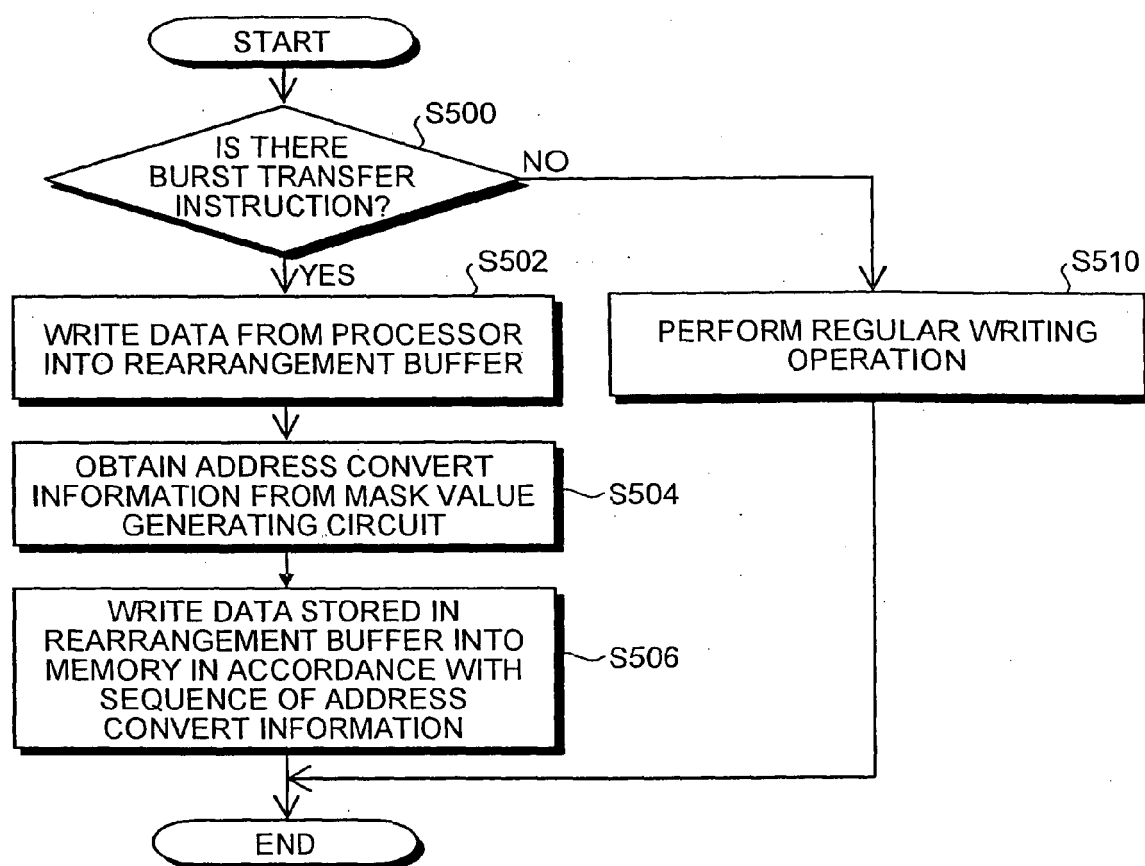 START
S500
IS THERE
BURST TRANSFER
INSTRUCTION?
NO
YES
S502
WRITE DATA FROM PROCESSOR
INTO REARRANGEMENT BUFFER
S510
PERFORM REGULAR WRITING
OPERATION
OBTAIN ADDRESS CONVERT
INFORMATION FROM MASK VALUE
GENERATING CIRCUIT
S504
WRITE DATA STORED IN
REARRANGEMENT BUFFER INTO
MEMORY IN ACCORDANCE WITH
SEQUENCE OF ADDRESS
CONVERT INFORMATION
S506
END